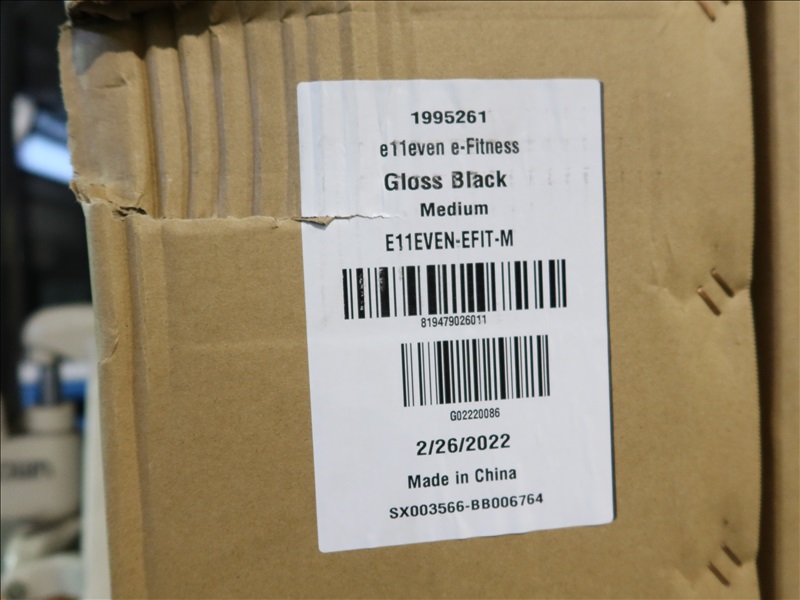 1995261
e11even e-Fitness
Gloss Black
Medium
E11EVEN-EFIT-M
819479026011
G02220086
2/26/2022
Made in China
SX003566-BB006764